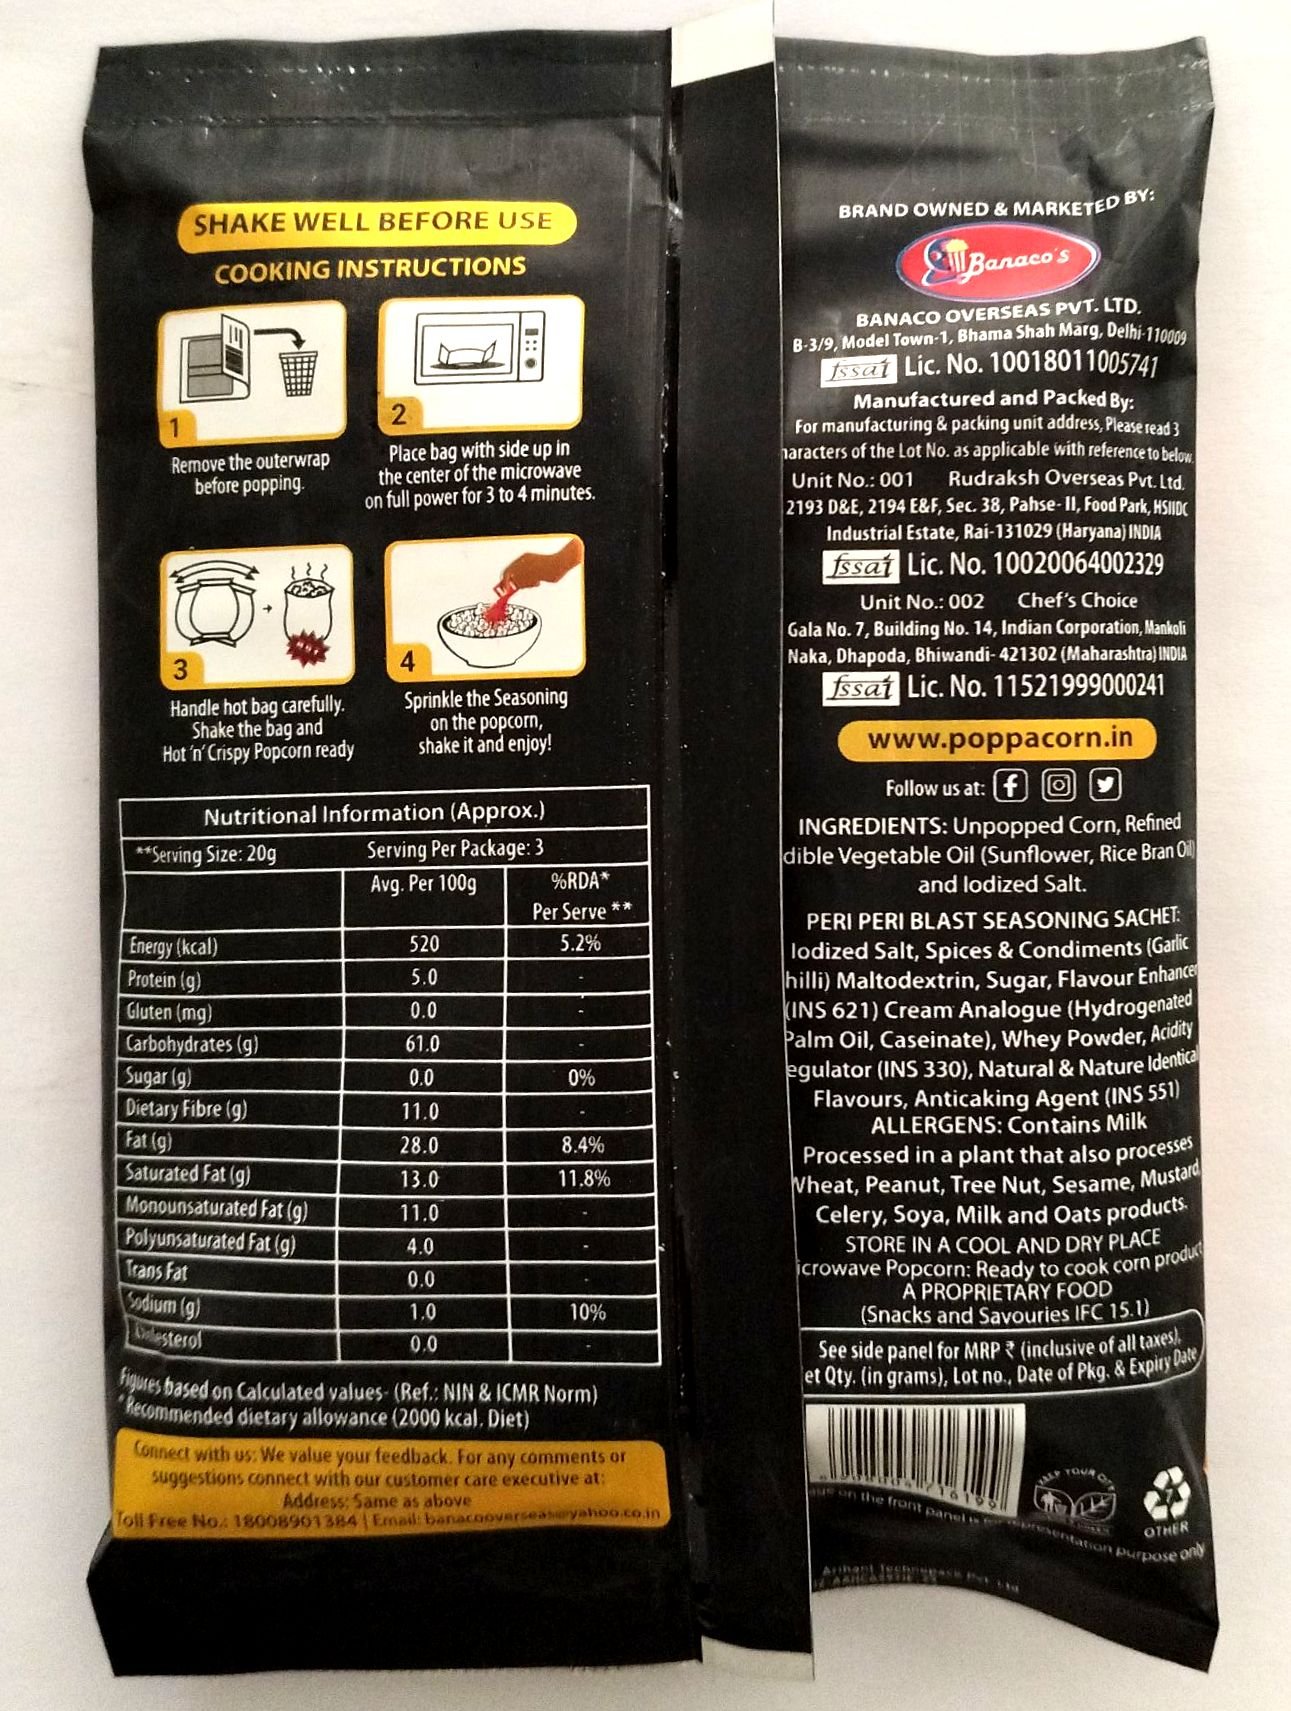 SHAKE WELL BEFORE USE
COOKING INSTRUCTIONS
1
Remove the outerwrap
before popping.
2
Place bag with side up in
the center of the microwave
on full power for 3 to 4 minutes.
HOT
3
Handle hot bag carefully.
Shake the bag and
Hot 'n' Crispy Popcorn ready
4
Sprinkle the Seasoning
on the popcorn,
shake it and enjoy!
Nutritional Information (Approx.)
**Serving Size: 20g Serving Per Package: 3
Avg. Per 100g %RDA*
Per Serve **
Energy (kcal) 520 5.2%
Protein (g) 5.0 -
Gluten (mg) 0.0 -
Carbohydrates (g) 61.0 -
Sugar (g) 0.0 0%
Dietary Fibre (g) 11.0 -
Fat (g) 28.0 8.4%
Saturated Fat (g) 13.0 11.8%
Monounsaturated Fat (g) 11.0 -
Polyunsaturated Fat (g) 4.0 -
Trans Fat 0.0 -
Sodium (g) 1.0 10%
0.0 -
Figures based on Calculated values- (Ref.: NIN & ICMR Norm)
*Recommended dietary allowance (2000 kcal. Diet)
Connect with us: We value your feedback. For any comments or
suggestions connect with our customer care executive at:
Address: Same as above
Toll Free No.: 18008901384 | Email: banacooverseas@yahoo.co.in
BRAND OWNED & MARKETED BY:
Banaco's
BANACO OVERSEAS PVT. LTD.
B-3/9, Model Town-1, Bhama Shah Marg, Delhi-110009
fssai Lic. No. 10018011005741
Manufactured and Packed By:
For manufacturing & packing unit address, Please read 3
haracters of the Lot No. as applicable with reference to below.
Unit No.: 001 Rudraksh Overseas Pvt. Ltd.
2193 D&E, 2194 E&F, Sec. 38, Pahse- II, Food Park, HSIIDC
Industrial Estate, Rai-131029 (Haryana) INDIA
fssai Lic. No. 10020064002329
Unit No.: 002 Chef's Choice
Gala No. 7, Building No. 14, Indian Corporation, Mankoli
Naka, Dhapoda, Bhiwandi- 421302 (Maharashtra) INDIA
fssai Lic. No. 11521999000241
www.poppacorn.in
Follow us at:
INGREDIENTS: Unpopped Corn, Refined
dible Vegetable Oil (Sunflower, Rice Bran Oil)
and Iodized Salt.
PERI PERI BLAST SEASONING SACHET:
Iodized Salt, Spices & Condiments (Garlic
hilli) Maltodextrin, Sugar, Flavour Enhancer
(INS 621) Cream Analogue (Hydrogenated
Palm Oil, Caseinate), Whey Powder, Acidity
egulator (INS 330), Natural & Nature Identical
Flavours, Anticaking Agent (INS 551)
ALLERGENS: Contains Milk
Processed in a plant that also processes
Wheat, Peanut, Tree Nut, Sesame, Mustard,
Celery, Soya, Milk and Oats products.
STORE IN A COOL AND DRY PLACE
icrowave Popcorn: Ready to cook corn product
A PROPRIETARY FOOD
(Snacks and Savouries IFC 15.1)
See side panel for MRP ₹ (inclusive of all taxes),
et Qty. (in grams), Lot no., Date of Pkg. & Expiry Date
KEEP YOUR CITY
OTHER
on the front panel is presentation purpose only